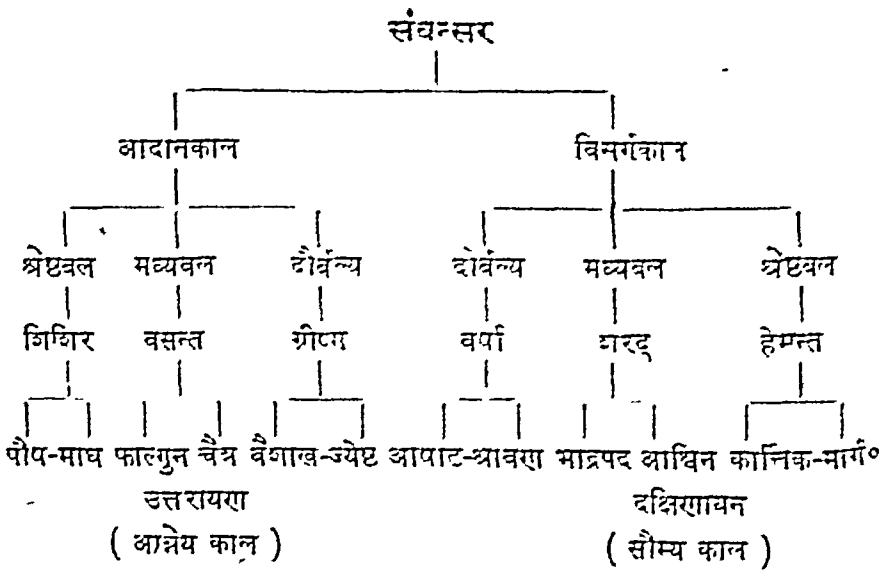 संवत्सर
आदानकाल विसर्गकाल
श्रेष्ठबल मध्यबल दौर्बल्य दौर्बल्य मध्यबल श्रेष्ठबल
शिशिर वसन्त ग्रीष्म वर्षा शरद् हेमन्त
पौष-माघ फाल्गुन चैत्र वैशाख-ज्येष्ठ आषाढ-श्रावण भाद्रपद आश्विन कार्त्तिक-मार्ग०
उत्तरायण दक्षिणायन
( आग्नेय काल ) ( सौम्य काल )